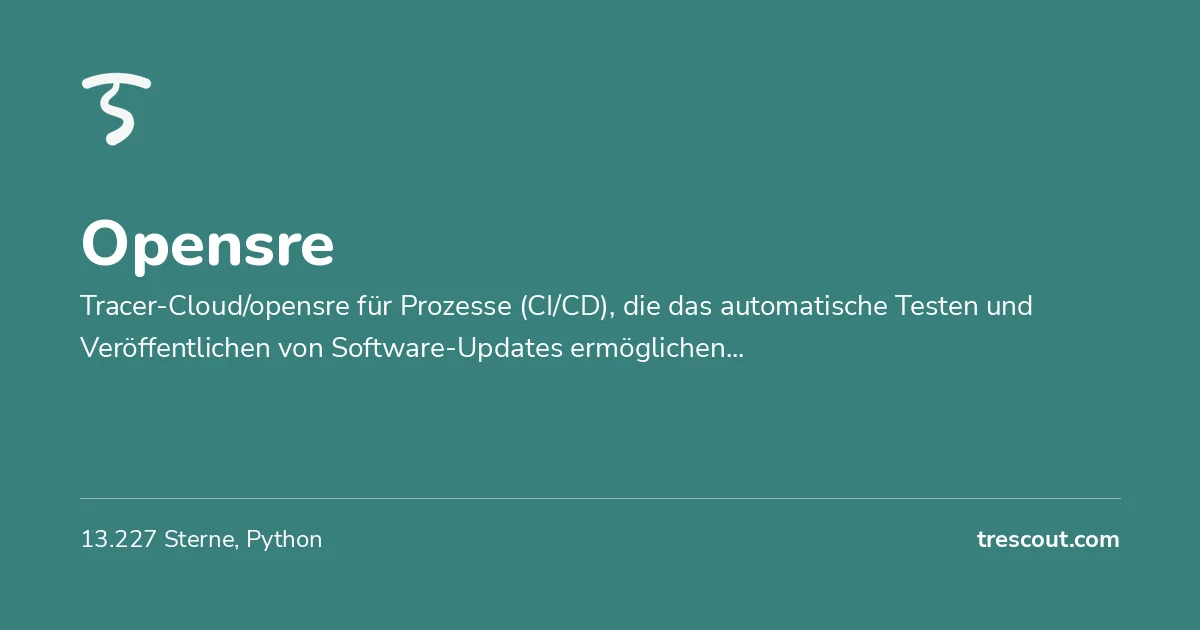 Opensre
Tracer-Cloud/opensre für Prozesse (CI/CD), die das automatische Testen und
Veröffentlichen von Software-Updates ermöglichen...
13.227 Sterne, Python
trescout.com